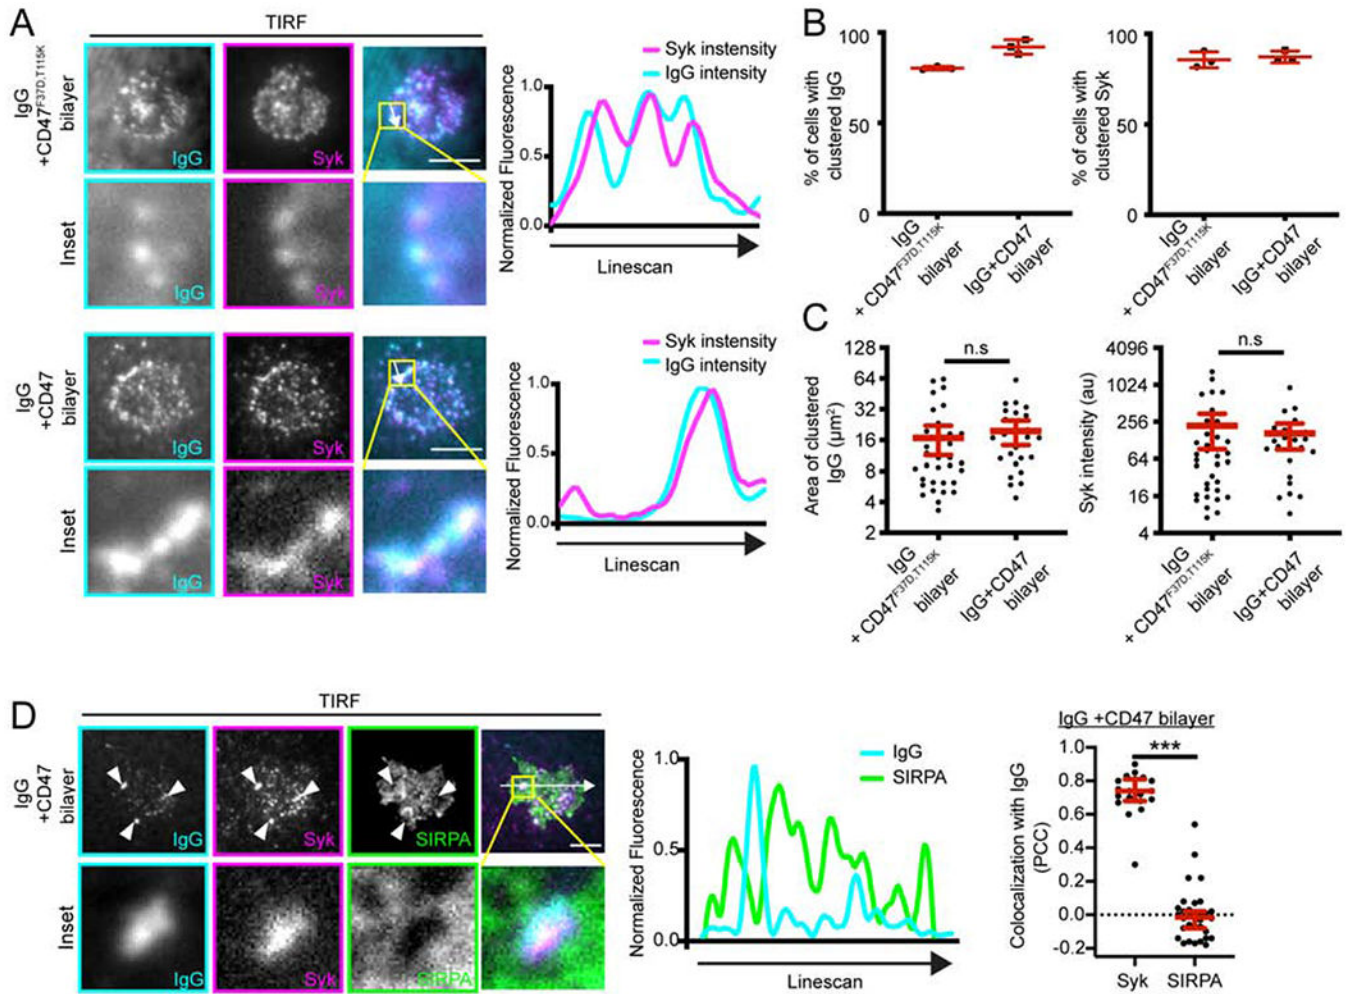 A
TIRF
IgG
+CD47F37D,T115K
bilayer
IgG
Syk
Inset
IgG
Syk
IgG
+CD47
bilayer
IgG
Syk
Inset
IgG
Syk
Syk instensity
IgG intensity
Normalized Fluorescence
1.0
0.5
0.0
Linescan
Syk instensity
IgG intensity
Normalized Fluorescence
1.0
0.5
0.0
Linescan
B
% of cells with
clustered IgG
100
50
0
IgG
+ CD47F37D,T115K
bilayer
IgG+CD47
bilayer
% of cells with
clustered Syk
100
50
0
IgG
+ CD47F37D,T115K
bilayer
IgG+CD47
bilayer
C
Area of clustered
IgG (µm²)
128
64
32
16
8
4
2
n.s
IgG
+ CD47F37D,T115K
bilayer
IgG+CD47
bilayer
Syk intensity (au)
4096
1024
256
64
16
4
n.s
IgG
+ CD47F37D,T115K
bilayer
IgG+CD47
bilayer
D
TIRF
IgG
+CD47
bilayer
IgG
Syk
SIRPA
Inset
IgG
Syk
SIRPA
IgG
SIRPA
Normalized Fluorescence
1.0
0.5
0.0
Linescan
IgG +CD47 bilayer
Colocalization with IgG
(PCC)
1.0
0.8
0.6
0.4
0.2
0.0
-0.2
***
Syk
SIRPA